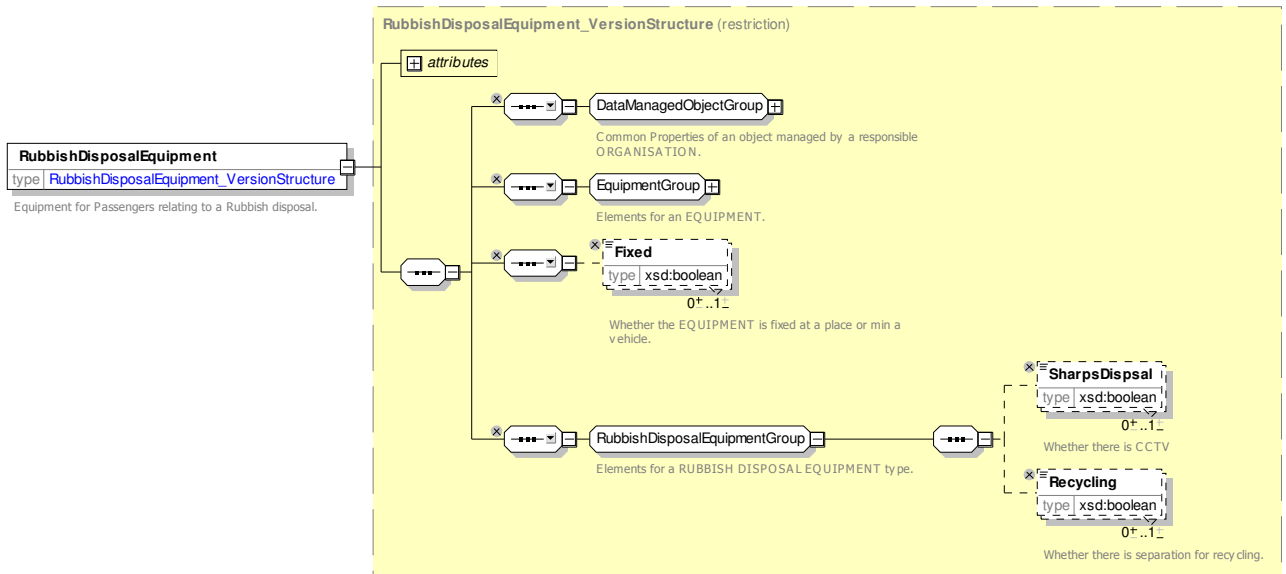 RubbishDisposalEquipment_VersionStructure (restriction)
attributes
DataManagedObjectGroup
Common Properties of an object managed by a responsible
ORGANISATION.
RubbishDisposalEquipment
type RubbishDisposalEquipment_VersionStructure
Equipment for Passengers relating to a Rubbish disposal.
EquipmentGroup
Elements for an EQUIPMENT.
Fixed
type xsd:boolean
0..1
Whether the EQUIPMENT is fixed at a place or min a
vehicle.
RubbishDisposalEquipmentGroup
Elements for a RUBBISH DISPOSAL EQUIPMENT type.
SharpsDispsal
type xsd:boolean
0..1
Whether there is CCTV
Recycling
type xsd:boolean
0..1
Whether there is separation for recycling.